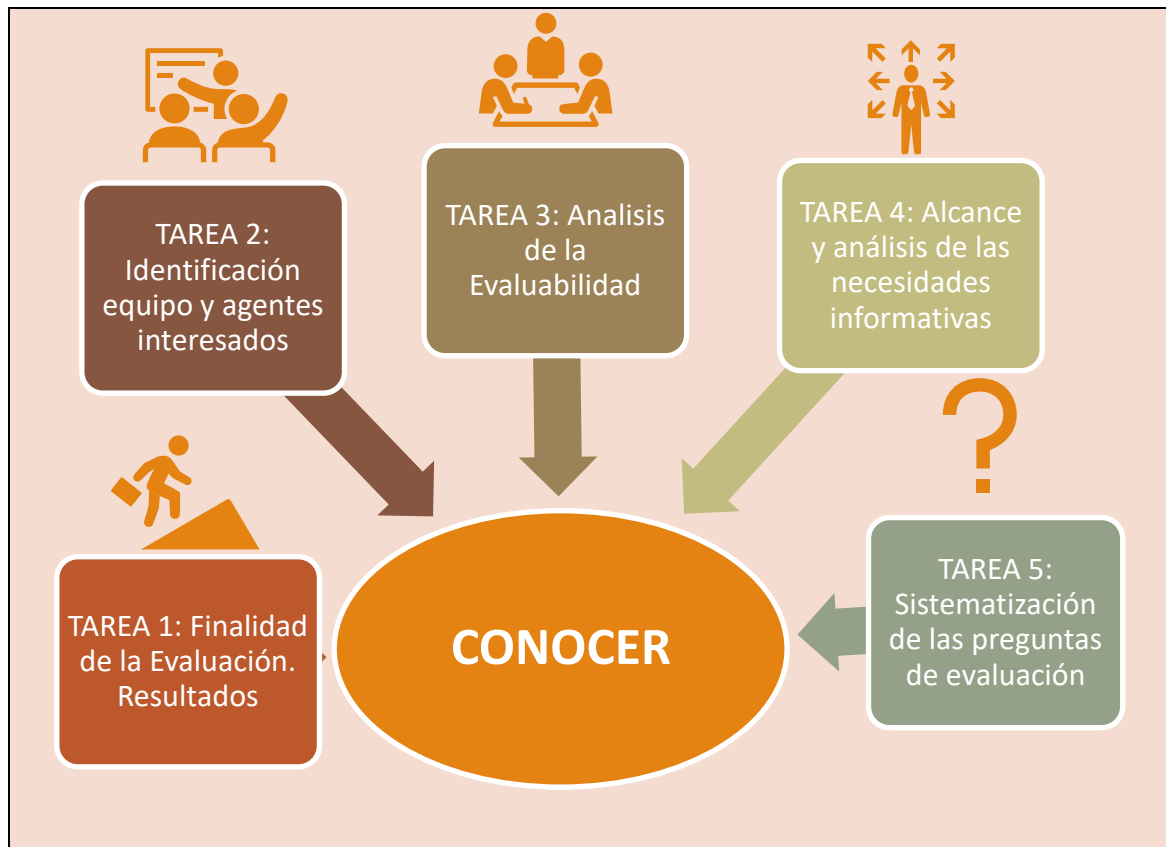 TAREA 1: Finalidad
de la Evaluación.
Resultados
TAREA 2:
Identificación
equipo y agentes
interesados
TAREA 3: Analisis
de la
Evaluabilidad
TAREA 4: Alcance
y análisis de las
necesidades
informativas
TAREA 5:
Sistematización
de las preguntas
de evaluación
CONOCER
?